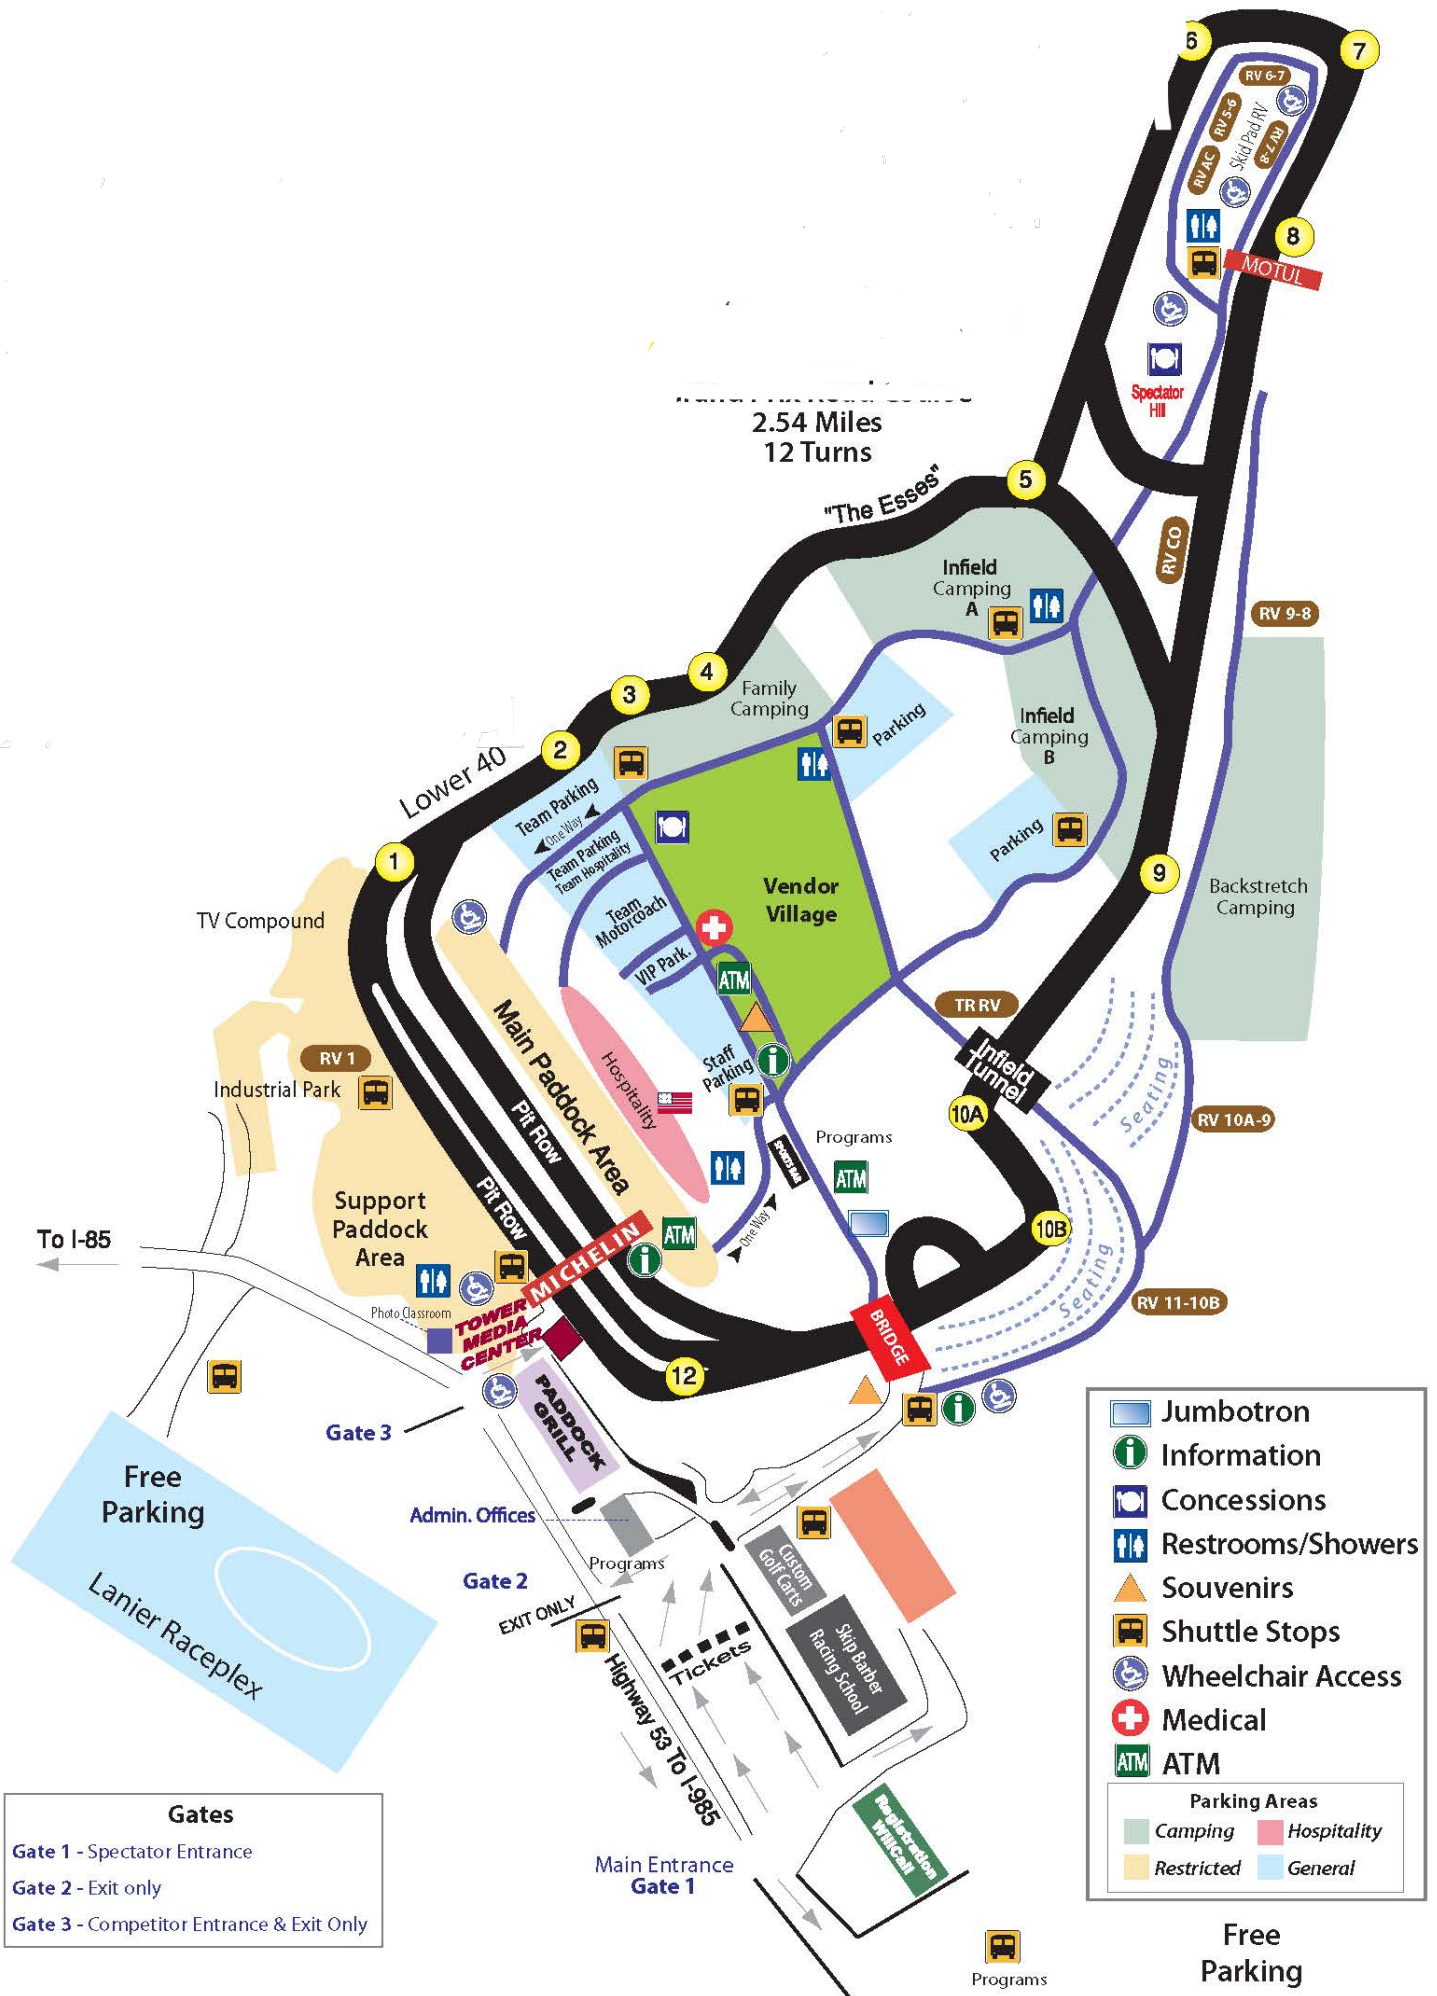 6
7
RV 6-7
RV 5-6
Skid Pad RV
RV 7-8
RV AC
8
MOTUL
Spectator
Hill
2.54 Miles
12 Turns
"The Esses"
5
RV CO
Infield
Camping
A
RV 9-8
4
3
Family
Camping
Parking
Infield
Camping
B
2
Lower 40
Team Parking
One Way
Team Parking
Team Hospitality
Parking
1
9
Vendor
Village
Backstretch
Camping
TV Compound
Team
Motorcoach
VIP Park.
ATM
Main Paddock Area
TR RV
Staff
Parking
Hospitality
Infield
Tunnel
RV 1
Industrial Park
Seating
10A
RV 10A-9
Pit Row
Programs
SPORTS BAR
ATM
Pit Row
Support
Paddock
Area
To I-85
One Way
ATM
10B
MICHELIN
Seating
RV 11-10B
Photo Classroom
TOWER
MEDIA
CENTER
BRIDGE
12
PADDOCK
GRILL
Gate 3
Free
Parking
Lanier Raceplex
Admin. Offices
Programs
Custom
Golf Carts
Gate 2
EXIT ONLY
Tickets
Skip Barber
Racing School
Highway 53 To I-985
Registration
Will Call
Main Entrance
Gate 1
Programs
Free
Parking
Jumbotron
Information
Concessions
Restrooms/Showers
Souvenirs
Shuttle Stops
Wheelchair Access
Medical
ATM ATM
Parking Areas
Camping Hospitality
Restricted General
Gates
Gate 1 - Spectator Entrance
Gate 2 - Exit only
Gate 3 - Competitor Entrance & Exit Only